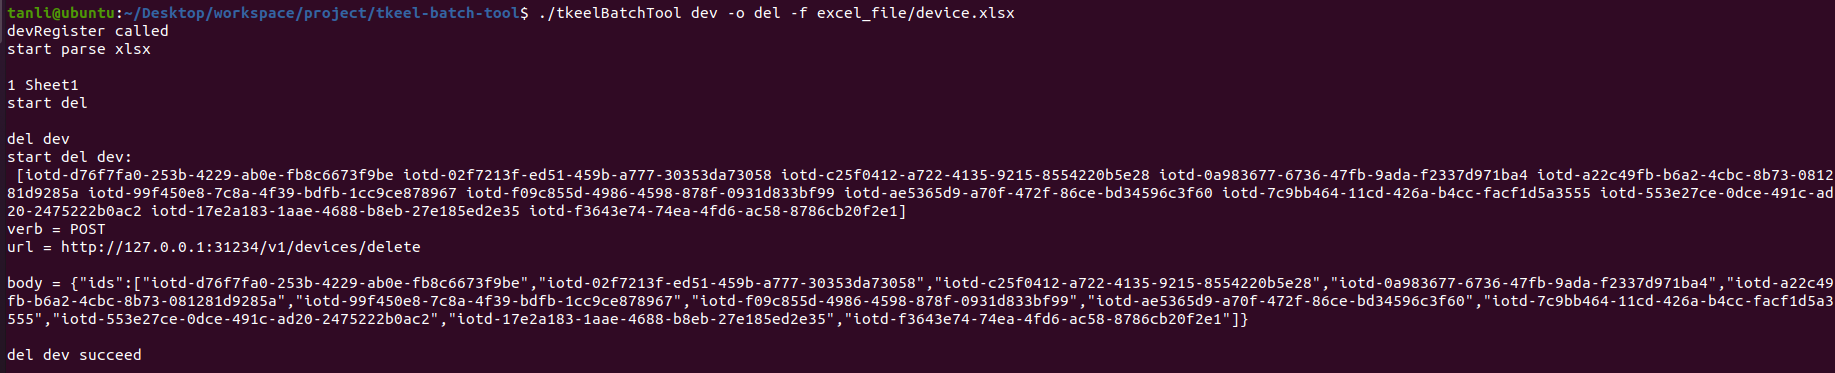 tanli@ubuntu:~/Desktop/workspace/project/tkeel-batch-tool$ ./tkeelBatchTool dev -o del -f excel_file/device.xlsx
devRegister called
start parse xlsx
1 Sheet1
start del
del dev
start del dev:
[iotd-d76f7fa0-253b-4229-ab0e-fb8c6673f9be iotd-02f7213f-ed51-459b-a777-30353da73058 iotd-c25f0412-a722-4135-9215-8554220b5e28 iotd-0a983677-6736-47fb-9ada-f2337d971ba4 iotd-a22c49fb-b6a2-4cbc-8b73-0812
81d9285a iotd-99f450e8-7c8a-4f39-bdfb-1cc9ce878967 iotd-f09c855d-4986-4598-878f-0931d833bf99 iotd-ae5365d9-a70f-472f-86ce-bd34596c3f60 iotd-7c9bb464-11cd-426a-b4cc-facf1d5a3555 iotd-553e27ce-0dce-491c-ad
20-2475222b0ac2 iotd-17e2a183-1aae-4688-b8eb-27e185ed2e35 iotd-f3643e74-74ea-4fd6-ac58-8786cb20f2e1]
verb = POST
url = http://127.0.0.1:31234/v1/devices/delete
body = {"ids":["iotd-d76f7fa0-253b-4229-ab0e-fb8c6673f9be","iotd-02f7213f-ed51-459b-a777-30353da73058","iotd-c25f0412-a722-4135-9215-8554220b5e28","iotd-0a983677-6736-47fb-9ada-f2337d971ba4","iotd-a22c49
fb-b6a2-4cbc-8b73-081281d9285a","iotd-99f450e8-7c8a-4f39-bdfb-1cc9ce878967","iotd-f09c855d-4986-4598-878f-0931d833bf99","iotd-ae5365d9-a70f-472f-86ce-bd34596c3f60","iotd-7c9bb464-11cd-426a-b4cc-facf1d5a3
555","iotd-553e27ce-0dce-491c-ad20-2475222b0ac2","iotd-17e2a183-1aae-4688-b8eb-27e185ed2e35","iotd-f3643e74-74ea-4fd6-ac58-8786cb20f2e1"]}
del dev succeed